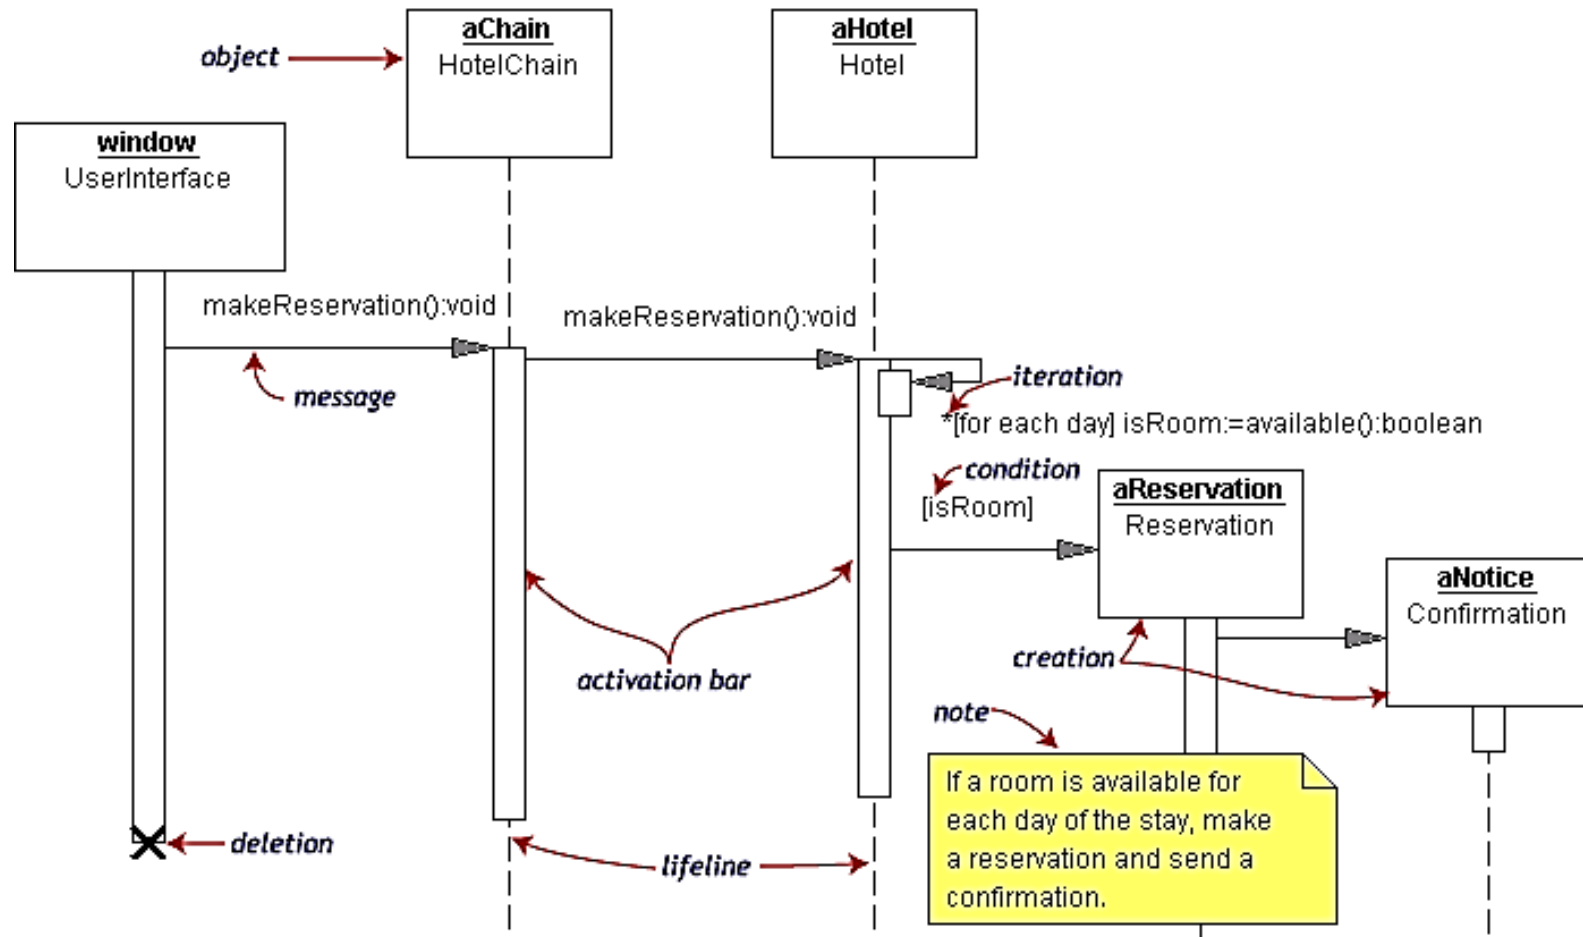 aChain
HotelChain
aHotel
Hotel
object
window
UserInterface
makeReservation():void
makeReservation():void
message
iteration
*[for each day] isRoom:=available():boolean
condition
[isRoom]
aReservation
Reservation
aNotice
Confirmation
creation
activation bar
note
If a room is available for
each day of the stay, make
a reservation and send a
confirmation.
deletion
lifeline